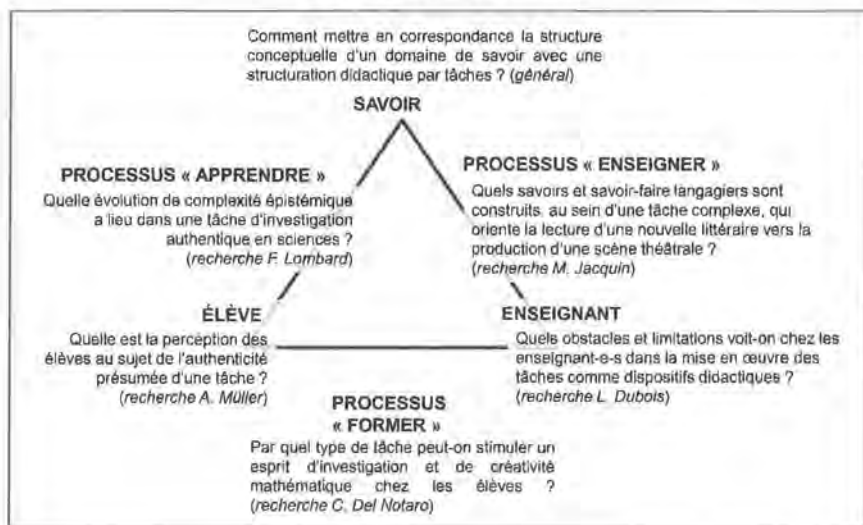 Comment mettre en correspondance la structure
conceptuelle d'un domaine de savoir avec une
structuration didactique par tâches ? (général)
SAVOIR
PROCESSUS « APPRENDRE »
Quelle évolution de complexité épistémique
a lieu dans une tâche d'investigation
authentique en sciences ?
(recherche F. Lombard)
PROCESSUS « ENSEIGNER »
Quels savoirs et savoir-faire langagiers sont
construits, au sein d'une tâche complexe, qui
oriente la lecture d'une nouvelle littéraire vers la
production d'une scène théâtrale ?
(recherche M. Jacquin)
ÉLÈVE
Quelle est la perception des
élèves au sujet de l'authenticité
présumée d'une tâche ?
(recherche A. Müller)
ENSEIGNANT
Quels obstacles et limitations voit-on chez les
enseignant-e-s dans la mise en œuvre des
tâches comme dispositifs didactiques ?
(recherche L. Dubois)
PROCESSUS
« FORMER »
Par quel type de tâche peut-on stimuler un
esprit d'investigation et de créativité
mathématique chez les élèves ?
(recherche C. Del Notaro)